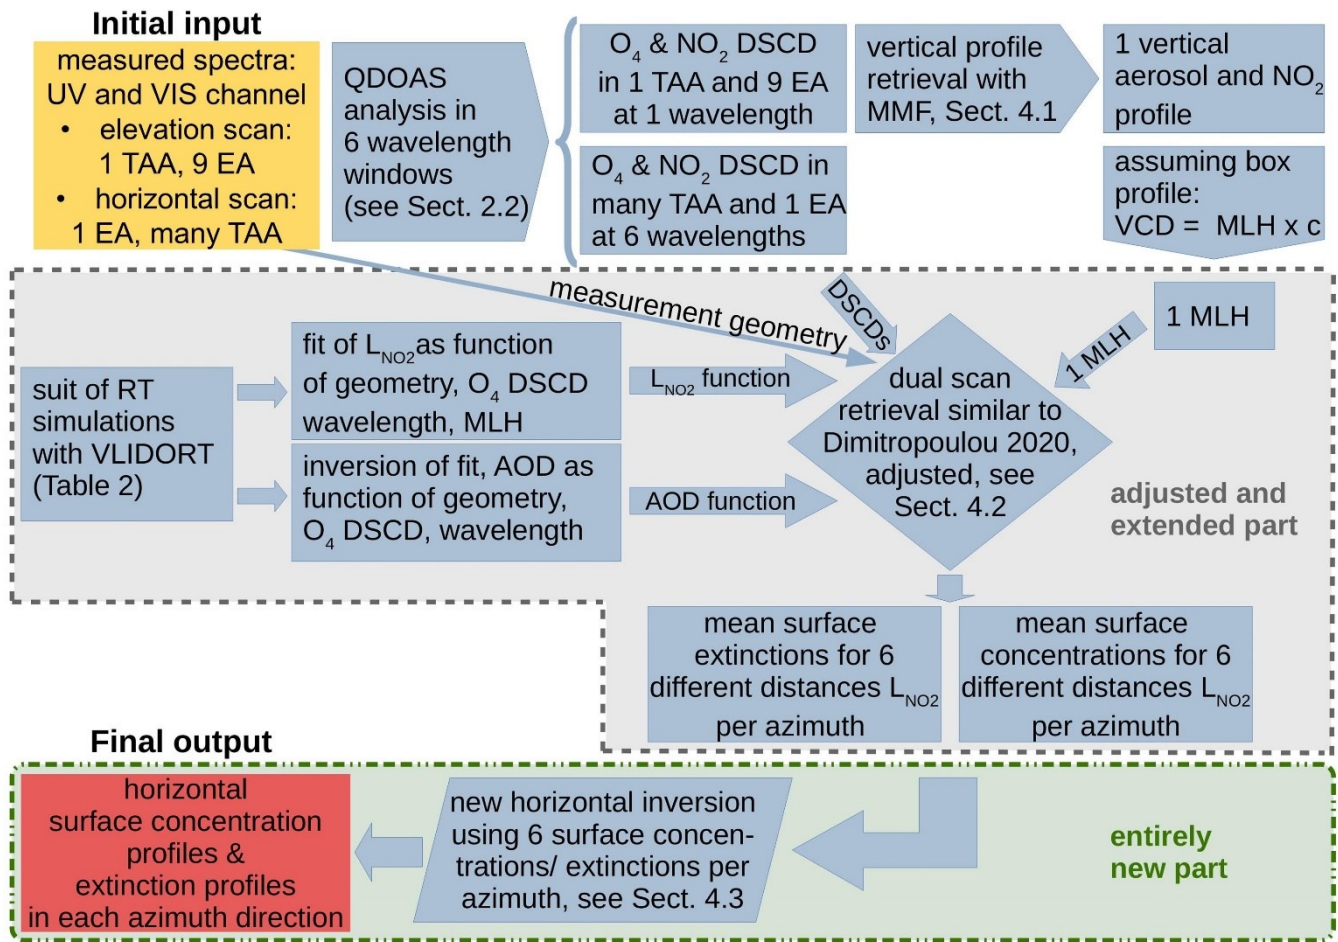 Initial input
measured spectra:
UV and VIS channel
• elevation scan:
1 TAA, 9 EA
• horizontal scan:
1 EA, many TAA
QDOAS
analysis in
6 wavelength
windows
(see Sect. 2.2)
O₄ & NO₂ DSCD
in 1 TAA and 9 EA
at 1 wavelength
O₄ & NO₂ DSCD in
many TAA and 1 EA
at 6 wavelengths
vertical profile
retrieval with
MMF, Sect. 4.1
1 vertical
aerosol and NO₂
profile
assuming box
profile:
VCD = MLH x c
measurement geometry
DSCDs
1 MLH
1 MLH
suit of RT
simulations
with VLIDORT
(Table 2)
fit of L_NO2 as function
of geometry, O₄ DSCD
wavelength, MLH
inversion of fit, AOD as
function of geometry,
O₄ DSCD, wavelength
L_NO2 function
AOD function
dual scan
retrieval similar to
Dimitropoulou 2020,
adjusted, see
Sect. 4.2
adjusted and
extended part
mean surface
extinctions for 6
different distances L_NO2
per azimuth
mean surface
concentrations for 6
different distances L_NO2
per azimuth
Final output
horizontal
surface concentration
profiles &
extinction profiles
in each azimuth direction
new horizontal inversion
using 6 surface concen-
trations/ extinctions per
azimuth, see Sect. 4.3
entirely
new part